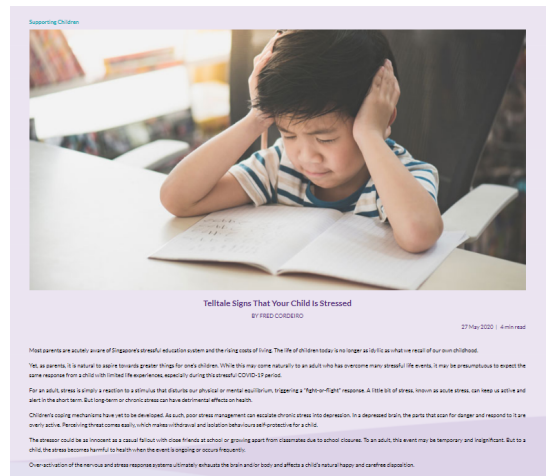 Supporting Children
Telltale Signs That Your Child Is Stressed
BY FRED CORDEIRO
27 May 2020 | 4 min read
Most parents are acutely aware of Singapore's stressful education system and the rising costs of living. The life of children today is no longer as idyllic as what we recall of our own childhood.
Yet, as parents, it is natural to aspire towards greater things for one's children. While this may come naturally to an adult who has overcome many stressful life events, it may be presumptuous to expect the
same response from a child with limited life experiences, especially during this stressful COVID-19 period.
For an adult, stress is simply a reaction to a stimulus that disturbs our physical or mental equilibrium, triggering a "fight-or-flight" response. A little bit of stress, known as acute stress, can keep us active and
alert in the short term. But long-term or chronic stress can have detrimental effects on health.
Children's coping mechanisms have yet to be developed. As such, poor stress management can escalate chronic stress into depression. In a depressed brain, the parts that scan for danger and respond to it are
overly active. Perceiving threat comes easily, which makes withdrawal and isolation behaviours self-protective for a child.
The stressor could be as innocent as a casual fallout with close friends at school or growing apart from classmates due to school closures. To an adult, this event may be temporary and insignificant. But to a
child, the stress becomes harmful to health when the event is ongoing or occurs frequently.
Over-activation of the nervous and stress response systems ultimately exhausts the brain and/or body and affects a child's natural happy and carefree disposition.